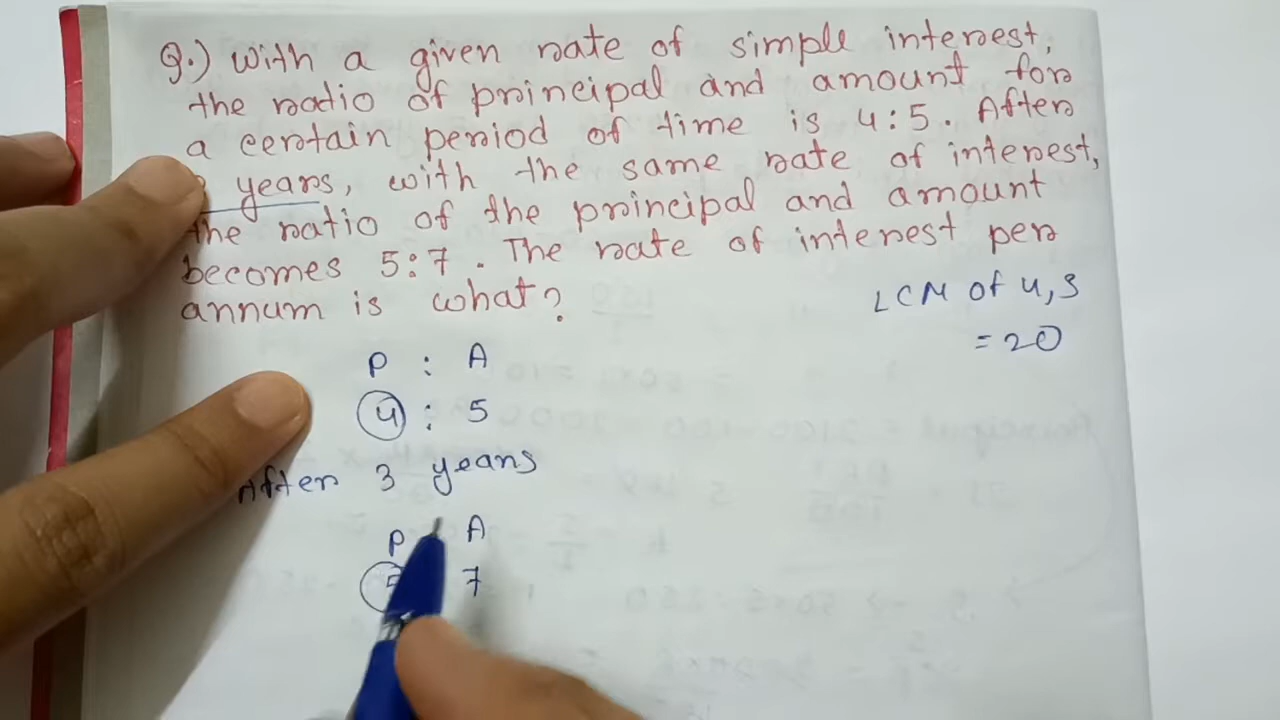 Q.) With a given rate of simple interest,
the ratio of principal and amount for
a certain period of time is 4:5. After
years, with the same rate of interest,
the ratio of the principal and amount
becomes 5:7. The rate of interest per
annum is what?
LCM of 4,5
= 20
P : A
4 : 5
After 3 years
P A
5 7